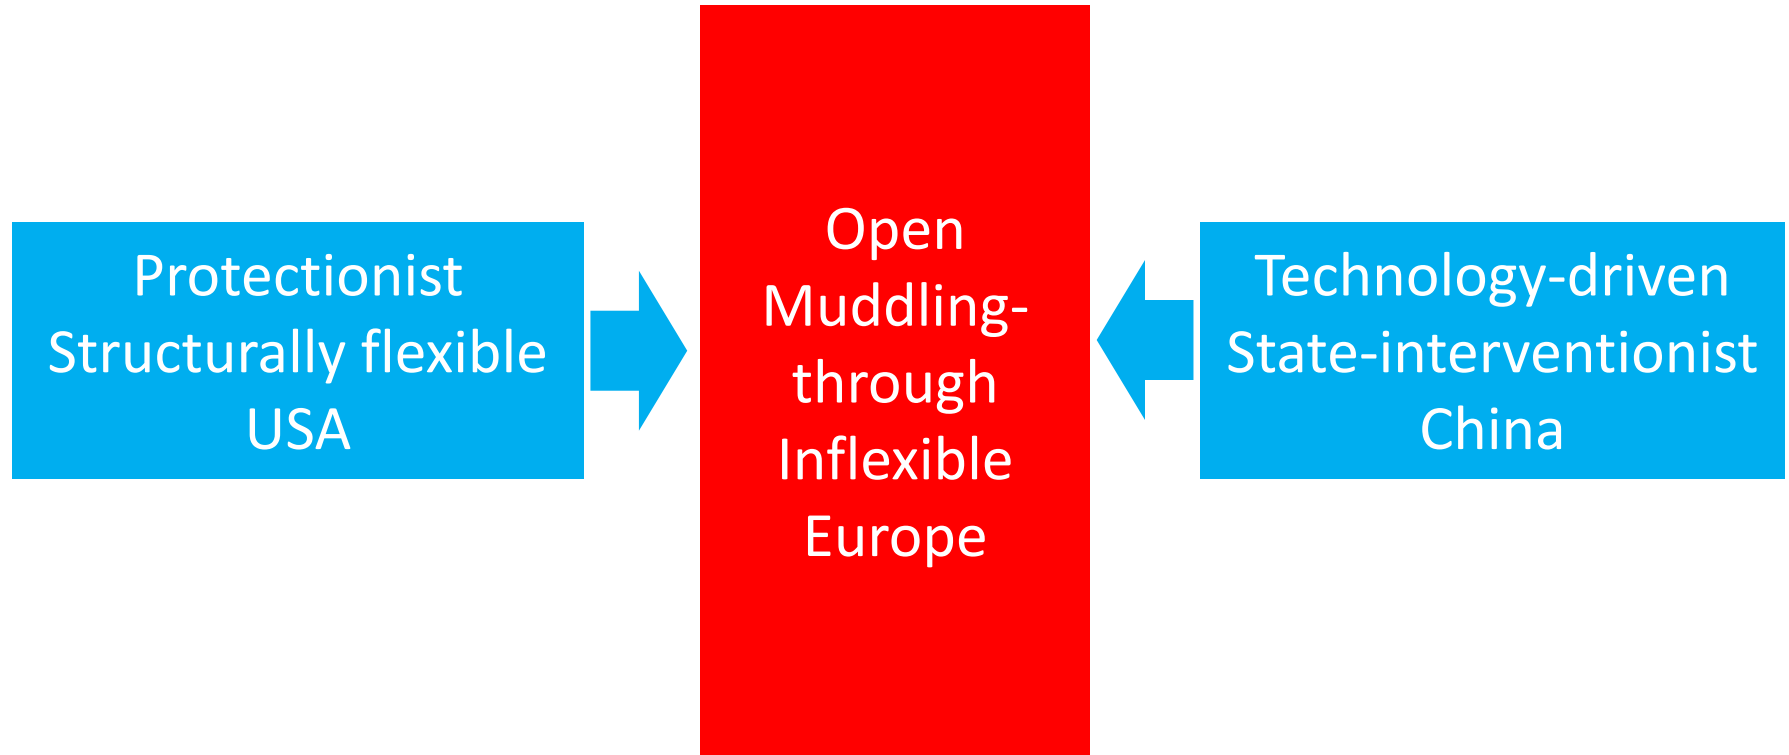 Protectionist
Structurally flexible
USA
Open
Muddling-
through
Inflexible
Europe
Technology-driven
State-interventionist
China